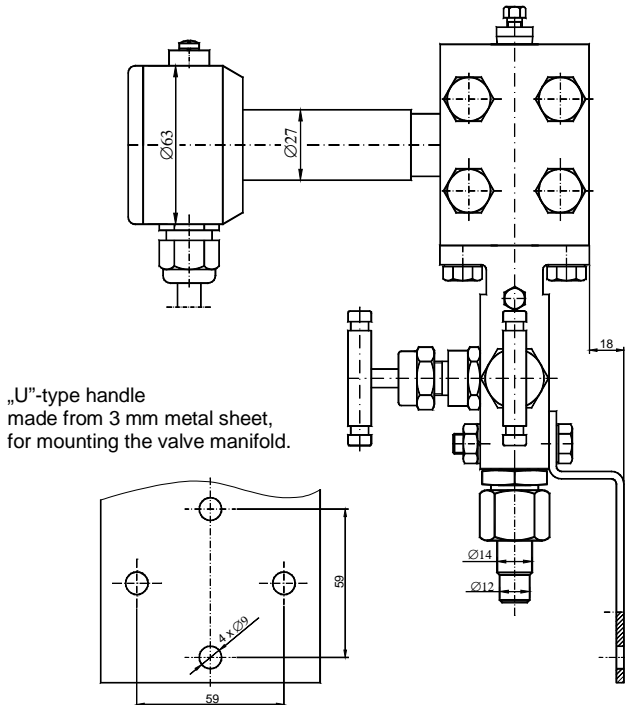 Ø63
Ø27
18
„U”-type handle
made from 3 mm metal sheet,
for mounting the valve manifold.
Ø14
Ø12
59
4 x Ø9
59